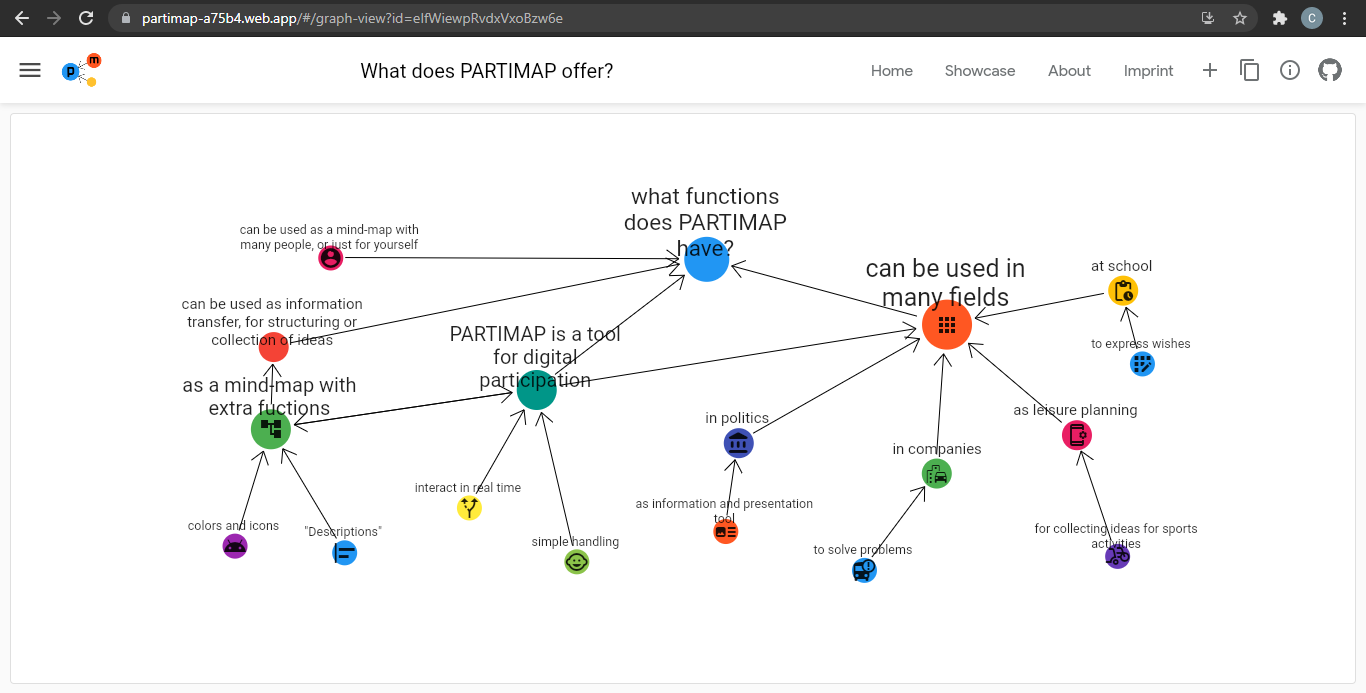 partimap-a75b4.web.app/#/graph-view?id=elfWiewpRvdxVxoBzw6e
C
p
m
What does PARTIMAP offer?
Home
Showcase
About
Imprint
what functions
does PARTIMAP
have?
can be used as a mind-map with
many people, or just for yourself
can be used in
many fields
at school
can be used as information
transfer, for structuring or
collection of ideas
PARTIMAP is a tool
for digital
participation
to express wishes
as a mind-map with
extra fuctions
in politics
as leisure planning
in companies
interact in real time
as information and presentation
tool
colors and icons
"Descriptions"
simple handling
to solve problems
for collecting ideas for sports
activities